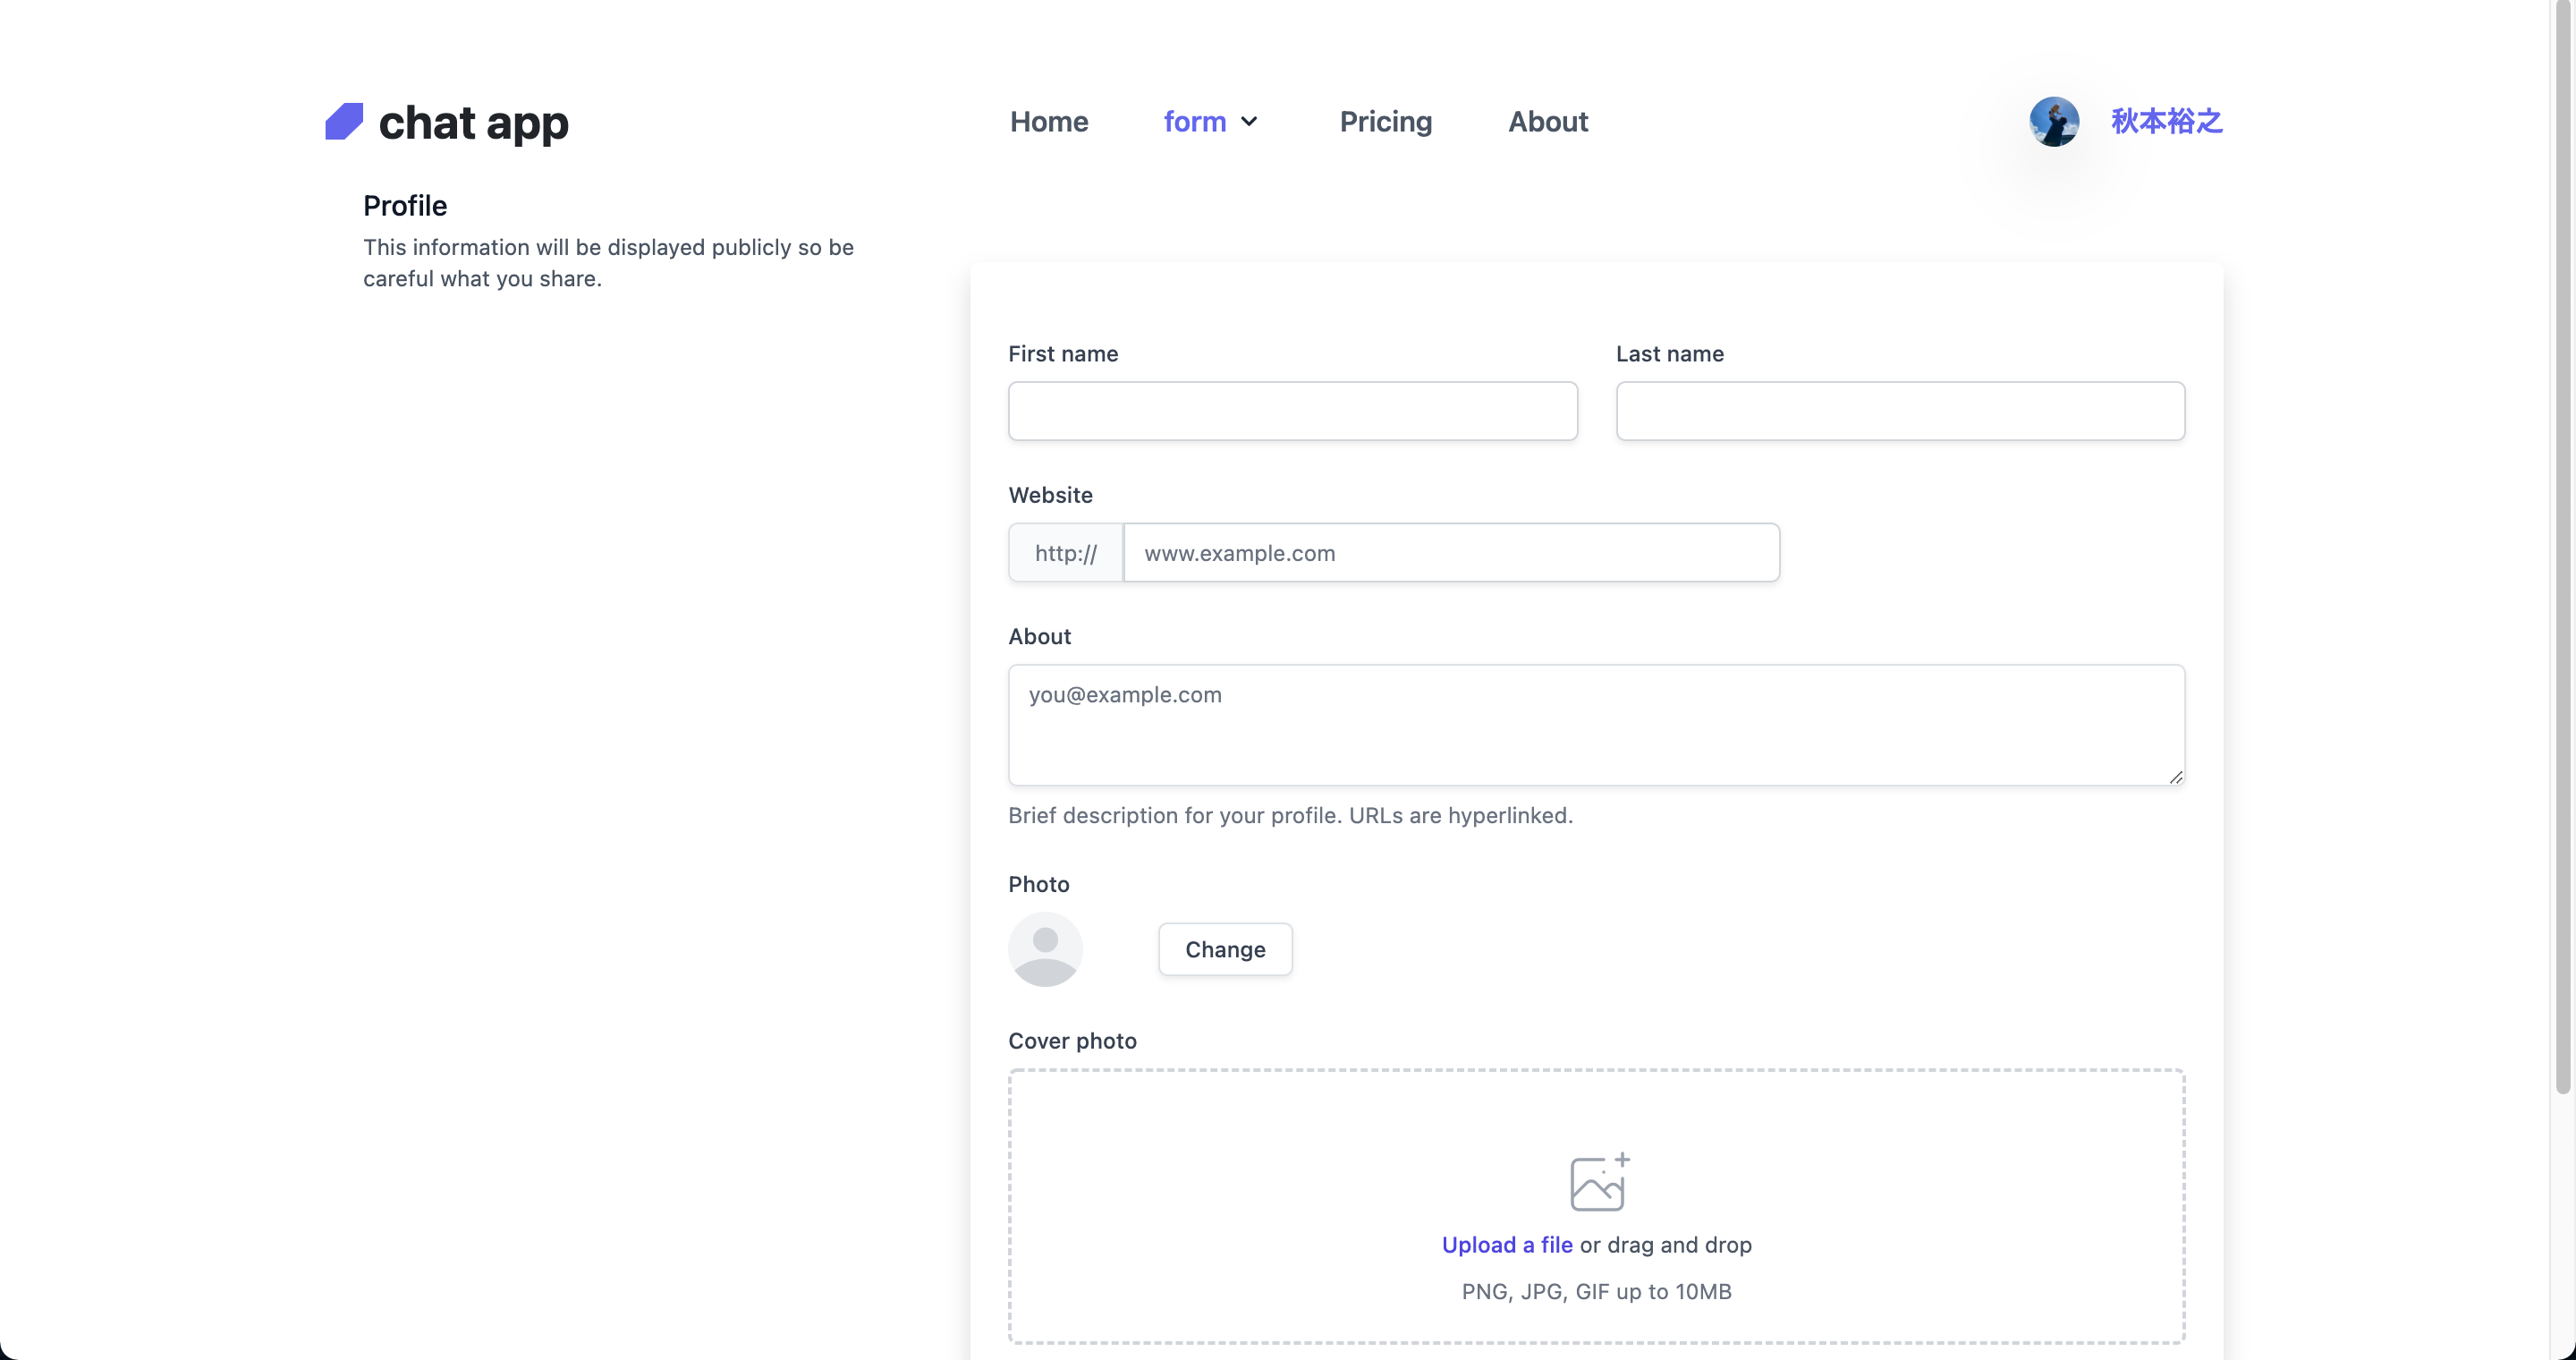 chat app
Home
form
Pricing
About
秋本裕之
Profile
This information will be displayed publicly so be
careful what you share.
First name
Last name
Website
http://
www.example.com
About
you@example.com
Brief description for your profile. URLs are hyperlinked.
Photo
Change
Cover photo
Upload a file or drag and drop
PNG, JPG, GIF up to 10MB